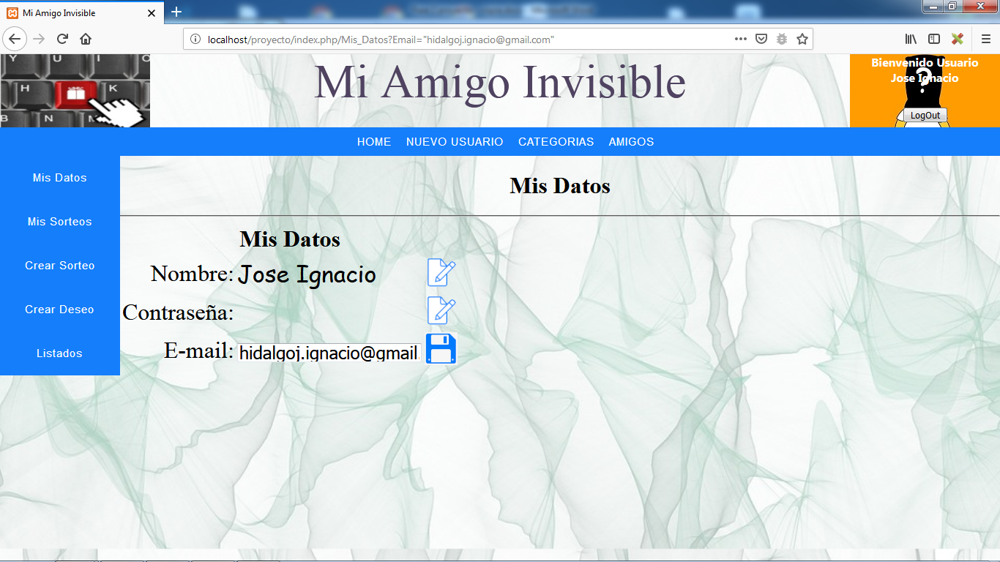 Mi Amigo Invisible
localhost/proyecto/index.php/Mis_Datos?Email="hidalgoj.ignacio@gmail.com"
Y U I O
H K
B N M
Mi Amigo Invisible
Bienvenido Usuario
Jose Ignacio
?
LogOut
HOME NUEVO USUARIO CATEGORIAS AMIGOS
Mis Datos
Mis Sorteos
Crear Sorteo
Crear Deseo
Listados
Mis Datos
Mis Datos
Nombre: Jose Ignacio
Contraseña:
E-mail: hidalgoj.ignacio@gmail.